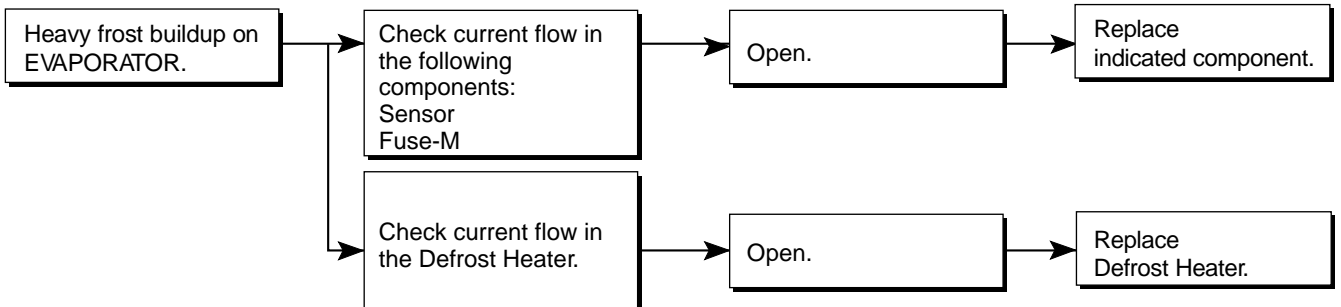 Heavy frost buildup on
EVAPORATOR.
Check current flow in
the following
components:
Sensor
Fuse-M
Open.
Replace
indicated component.
Check current flow in
the Defrost Heater.
Open.
Replace
Defrost Heater.